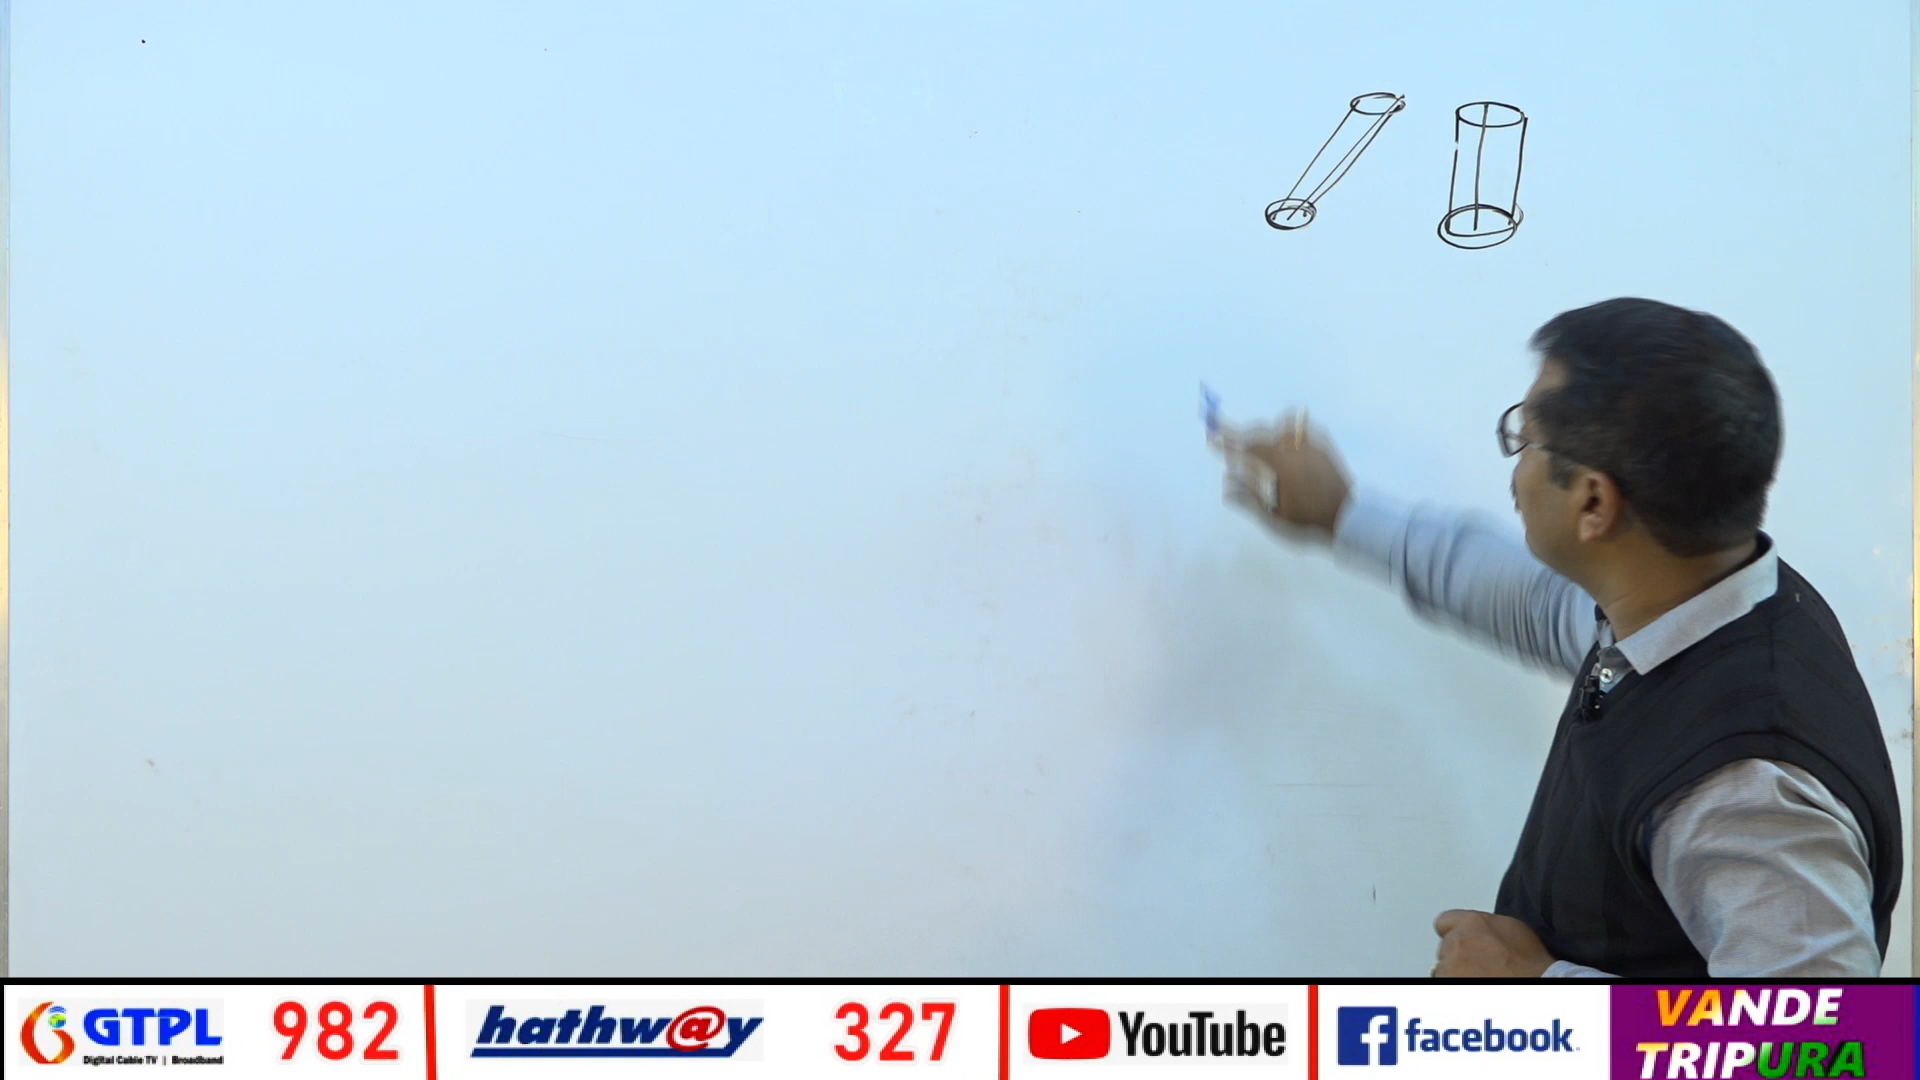 GTPL
Digital Cable TV | Broadband
982
hathw@y
327
YouTube
facebook.
VANDE
TRIPURA